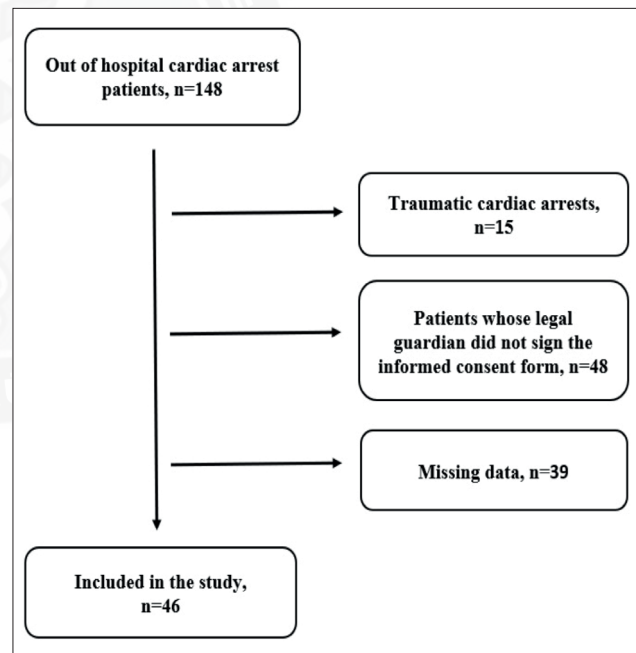 Out of hospital cardiac arrest
patients, n=148
Traumatic cardiac arrests,
n=15
Patients whose legal
guardian did not sign the
informed consent form, n=48
Missing data, n=39
Included in the study,
n=46